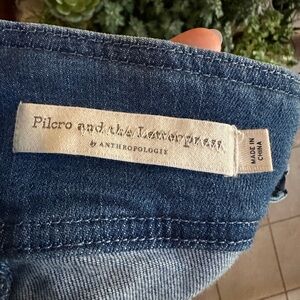 Pilcro and the Letterpress
by ANTHROPOLOGIE
MADE IN
CHINA